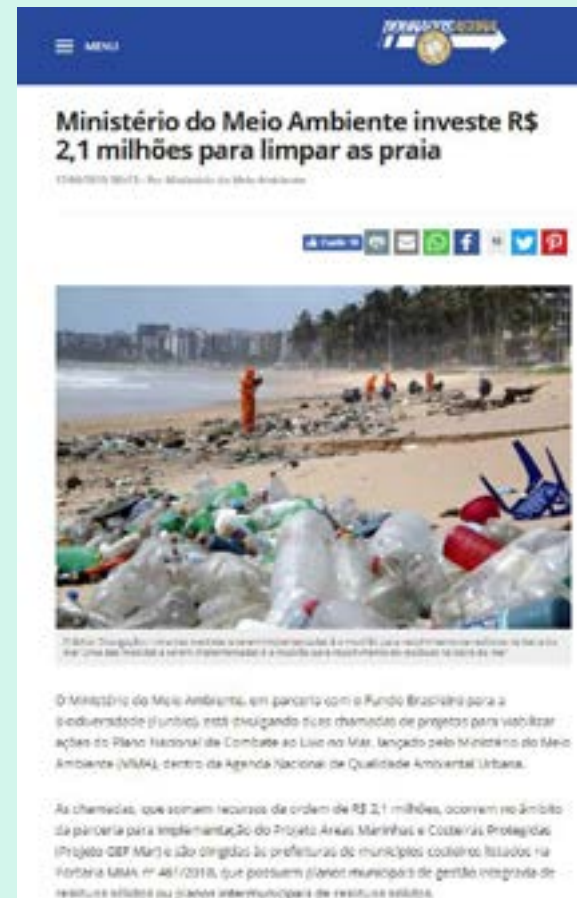 MENU
Ministério do Meio Ambiente investe R$
2,1 milhões para limpar as praia
Por Ministério do Meio Ambiente
O Ministério do Meio Ambiente, em parceria com o Fundo Brasileiro para a
Biodiversidade (Funbio), está divulgando duas chamadas de projetos para viabilizar
ações do Plano Nacional de Combate ao Lixo no Mar, lançado pelo Ministério do Meio
Ambiente (MMA), dentro da Agenda Nacional de Qualidade Ambiental Urbana.
As chamadas, que somam recursos da ordem de R$ 2,1 milhões, ocorrem no âmbito
da parceria para implementação do Projeto Áreas Marinhas e Costeiras Protegidas
(Projeto GEF Mar) e são dirigidas às prefeituras de municípios costeiros listados na
Portaria MMA nº 461/2018, que possuem planos municipais de gestão integrada de
resíduos sólidos ou planos intermunicipais de resíduos sólidos.